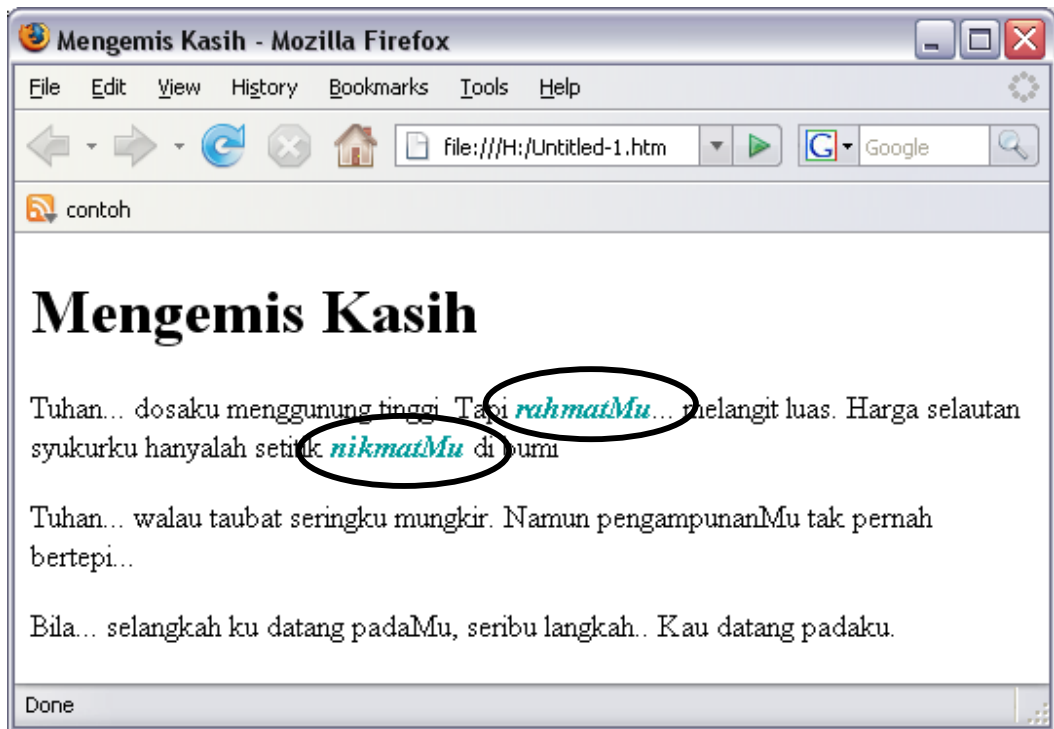 Mengemis Kasih - Mozilla Firefox
File Edit View History Bookmarks Tools Help
file:///H:/Untitled-1.htm G Google
contoh
Mengemis Kasih
Tuhan... dosaku menggunung tinggi. Tapi rahmatMu... melangit luas. Harga selautan
syukurku hanyalah setitik nikmatMu di bumi
Tuhan... walau taubat seringku mungkir. Namun pengampunanMu tak pernah
bertepi...
Bila... selangkah ku datang padaMu, seribu langkah.. Kau datang padaku.
Done